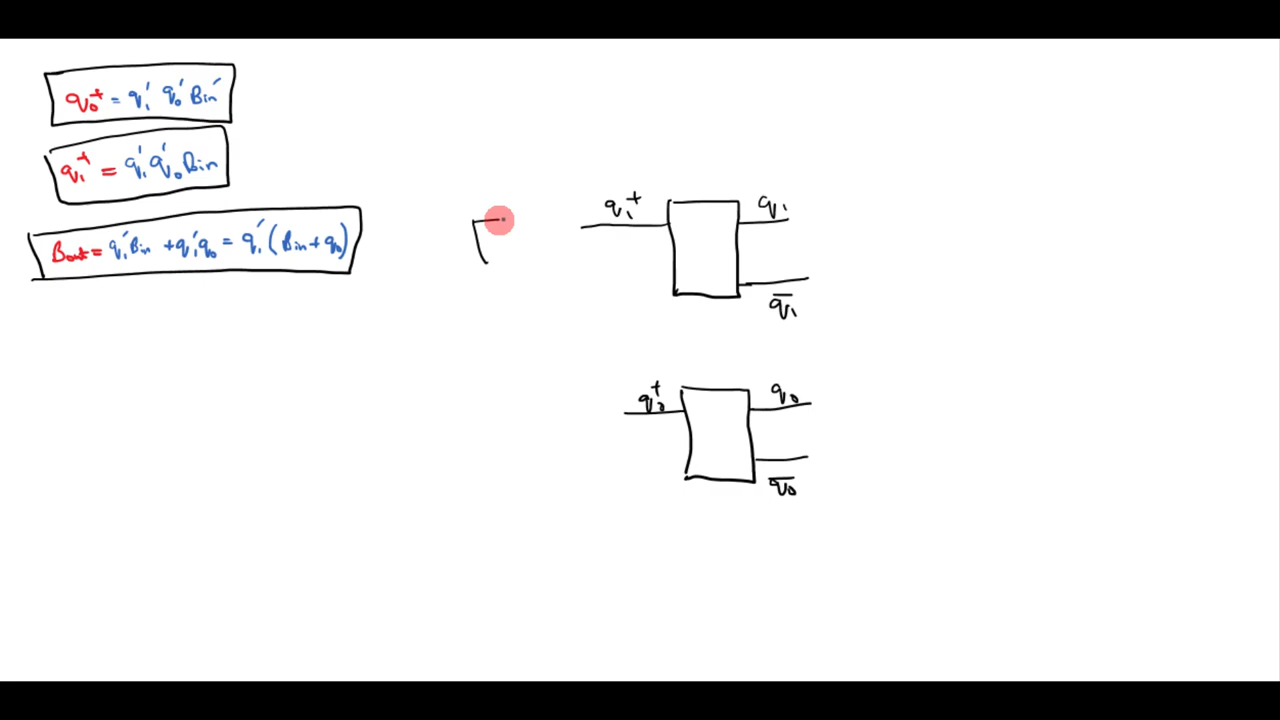 q₀⁺ = q₁′ q₀′ Bin′
q₁⁺ = q₁′ q₀′ Bin
Bout = q₁′Bin + q₁′q₀ = q₁′(Bin + q₀)
q₁⁺
q₁
q̅₁
q₀⁺
q₀
q̅₀